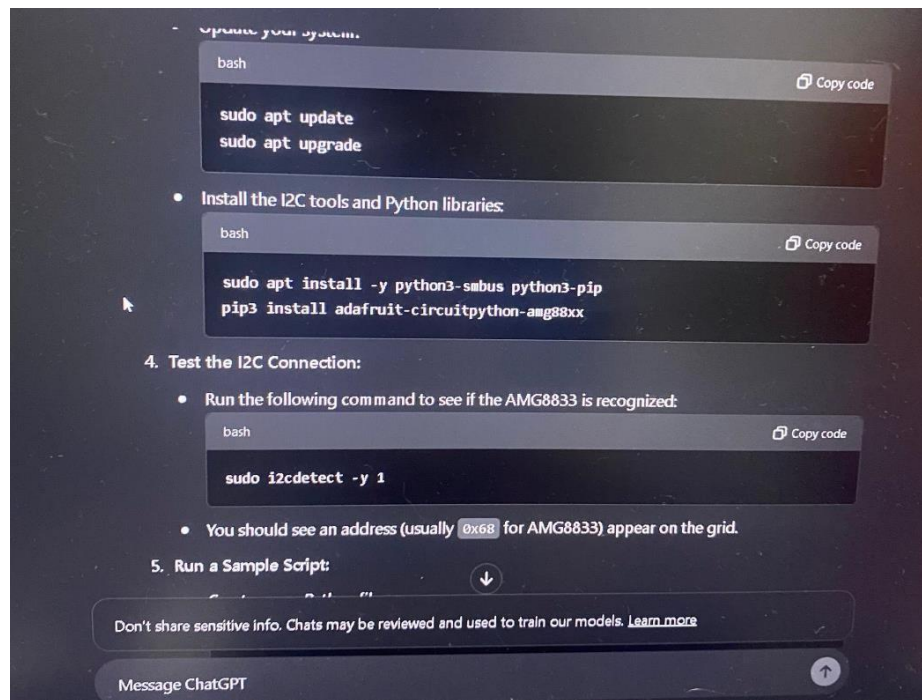 Update your system:
bash
Copy code
sudo apt update
sudo apt upgrade
• Install the I2C tools and Python libraries:
bash
Copy code
sudo apt install -y python3-smbus python3-pip
pip3 install adafruit-circuitpython-amg88xx
4. Test the I2C Connection:
• Run the following command to see if the AMG8833 is recognized:
bash
Copy code
sudo i2cdetect -y 1
• You should see an address (usually 0x68 for AMG8833) appear on the grid.
5. Run a Sample Script:
Don't share sensitive info. Chats may be reviewed and used to train our models. Learn more
Message ChatGPT